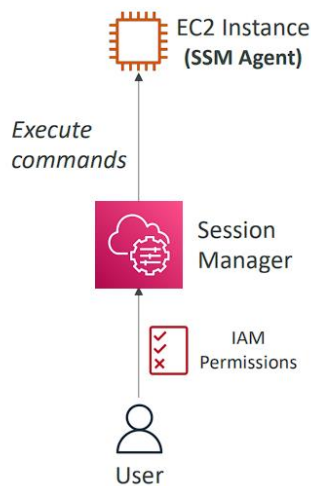 EC2 Instance
(SSM Agent)
Execute
commands
Session
Manager
IAM
Permissions
User